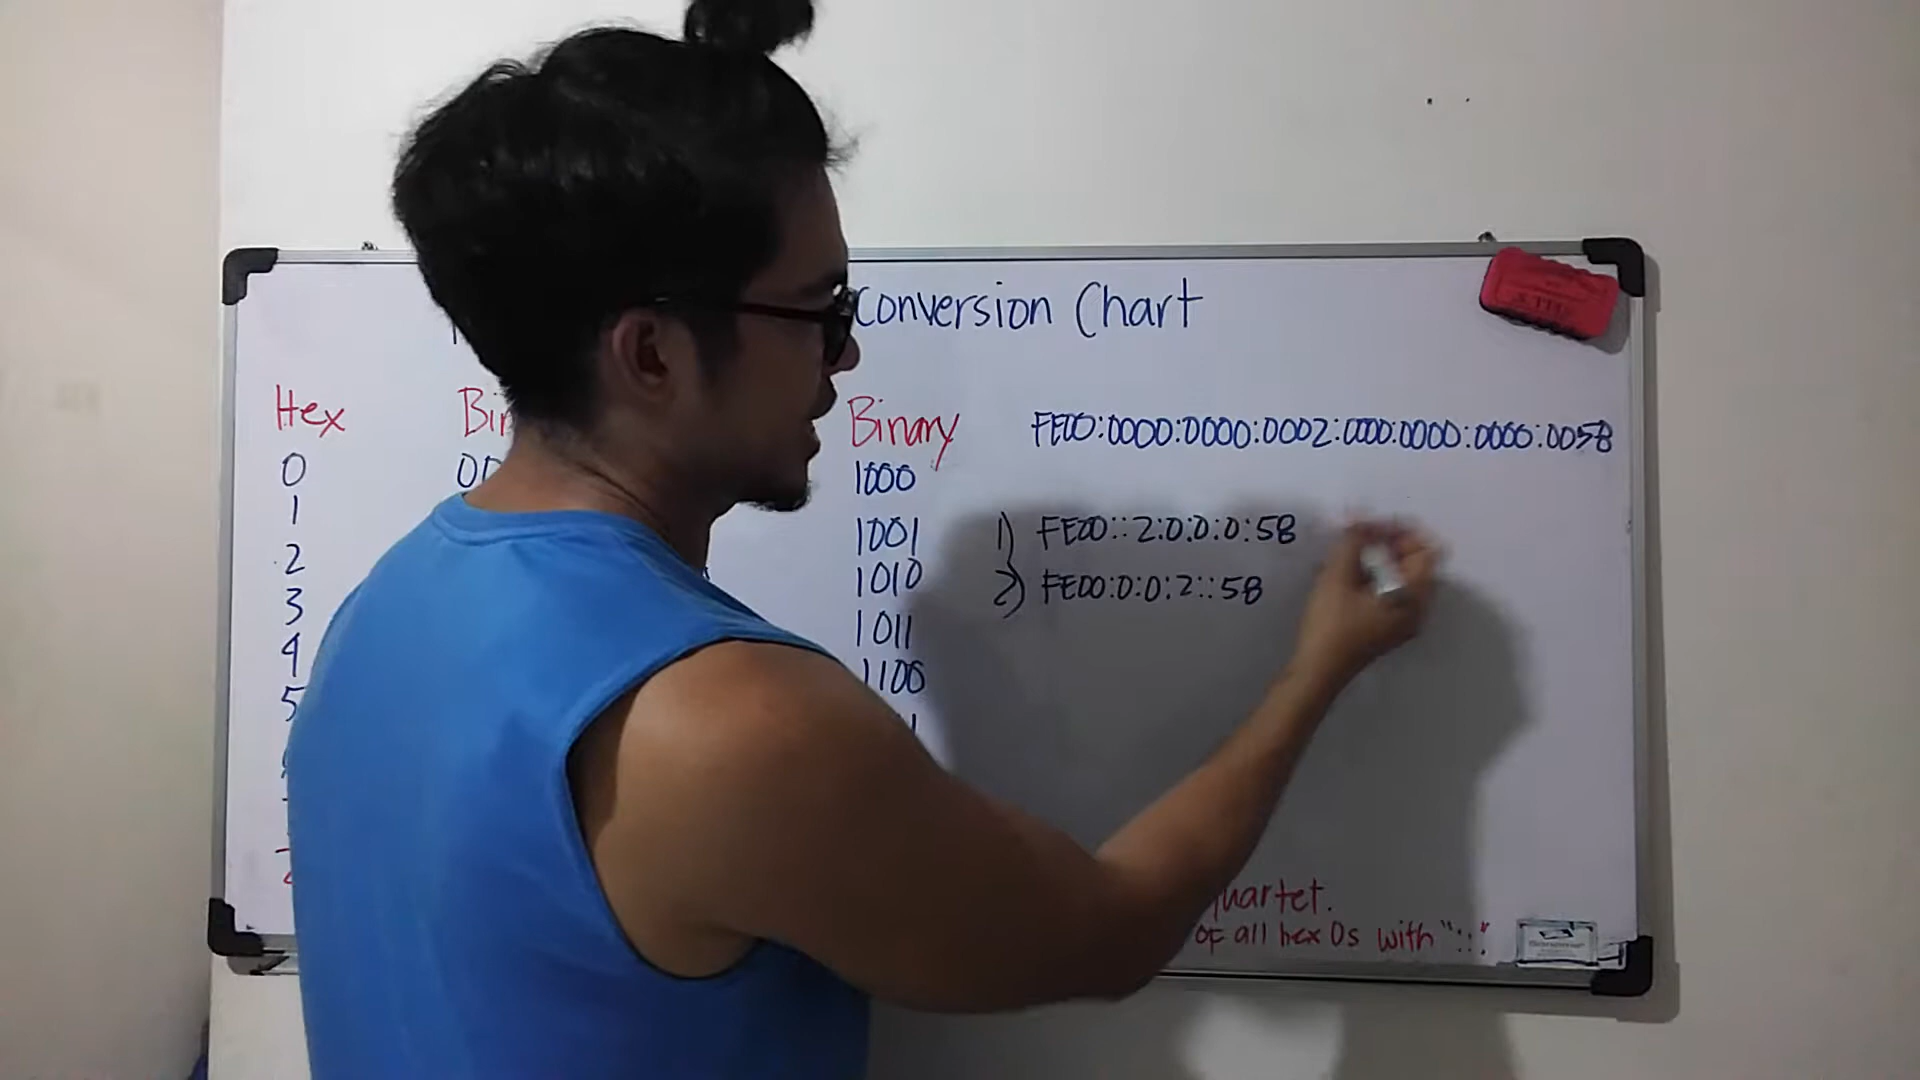 Conversion Chart
Hex
Binary
FE00:0000:0000:0002:0000:0000:0000:0058
0
1000
1
1001
1) FE00::2:0:0:0:58
2
1010
2) FE00:0:0:2::58
3
1011
4
1100
5
quartet.
of all hex 0s with "::"